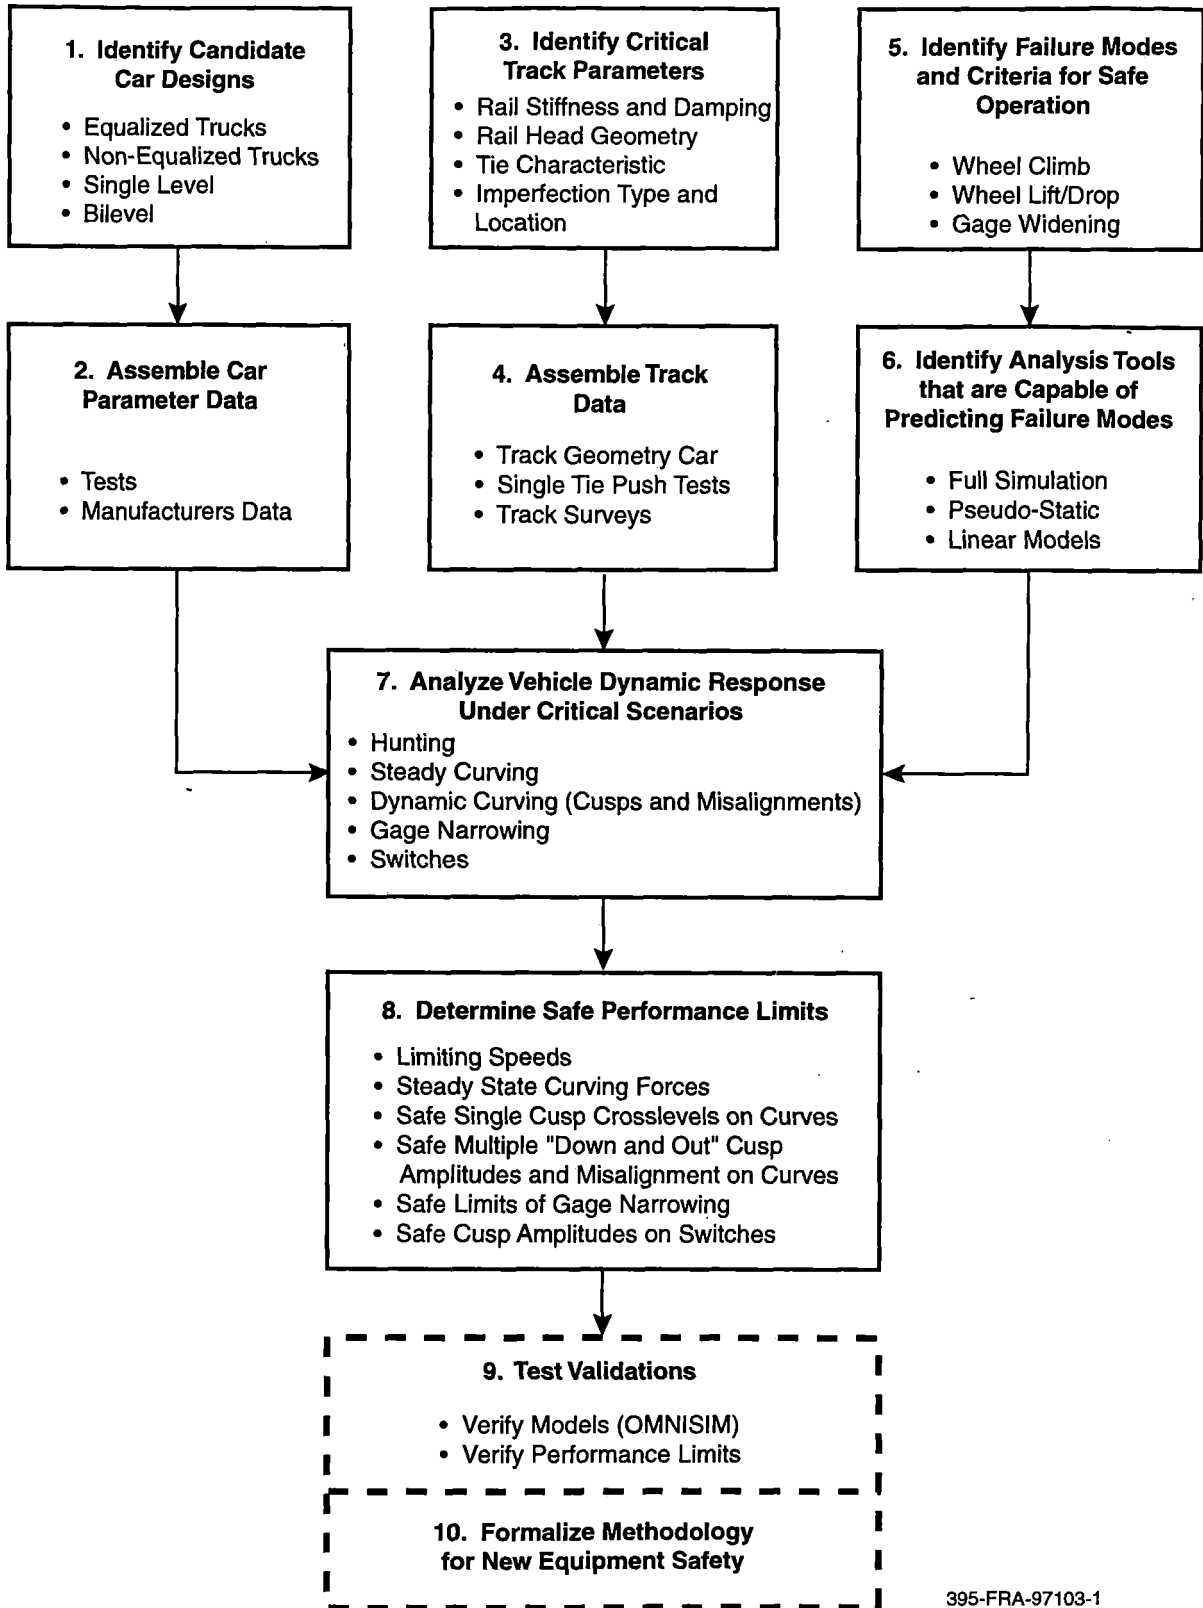 1. Identify Candidate
Car Designs
• Equalized Trucks
• Non-Equalized Trucks
• Single Level
• Bilevel
3. Identify Critical
Track Parameters
• Rail Stiffness and Damping
• Rail Head Geometry
• Tie Characteristic
• Imperfection Type and
Location
5. Identify Failure Modes
and Criteria for Safe
Operation
• Wheel Climb
• Wheel Lift/Drop
• Gage Widening
2. Assemble Car
Parameter Data
• Tests
• Manufacturers Data
4. Assemble Track
Data
• Track Geometry Car
• Single Tie Push Tests
• Track Surveys
6. Identify Analysis Tools
that are Capable of
Predicting Failure Modes
• Full Simulation
• Pseudo-Static
• Linear Models
7. Analyze Vehicle Dynamic Response
Under Critical Scenarios
• Hunting
• Steady Curving
• Dynamic Curving (Cusps and Misalignments)
• Gage Narrowing
• Switches
8. Determine Safe Performance Limits
• Limiting Speeds
• Steady State Curving Forces
• Safe Single Cusp Crosslevels on Curves
• Safe Multiple "Down and Out" Cusp
Amplitudes and Misalignment on Curves
• Safe Limits of Gage Narrowing
• Safe Cusp Amplitudes on Switches
9. Test Validations
• Verify Models (OMNISIM)
• Verify Performance Limits
10. Formalize Methodology
for New Equipment Safety
395-FRA-97103-1